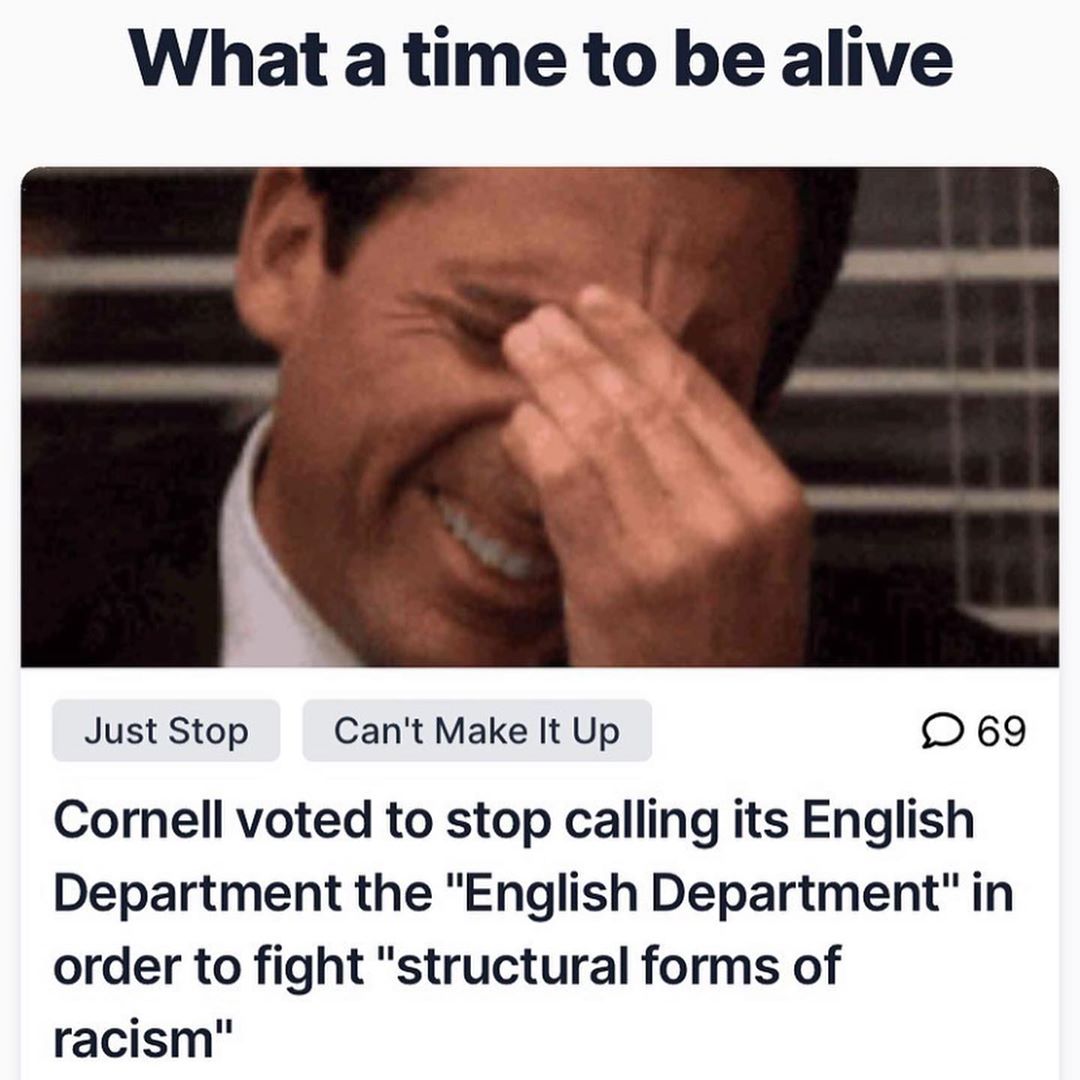 What a time to be alive
Just Stop
Can't Make It Up
69
Cornell voted to stop calling its English
Department the "English Department" in
order to fight "structural forms of
racism"